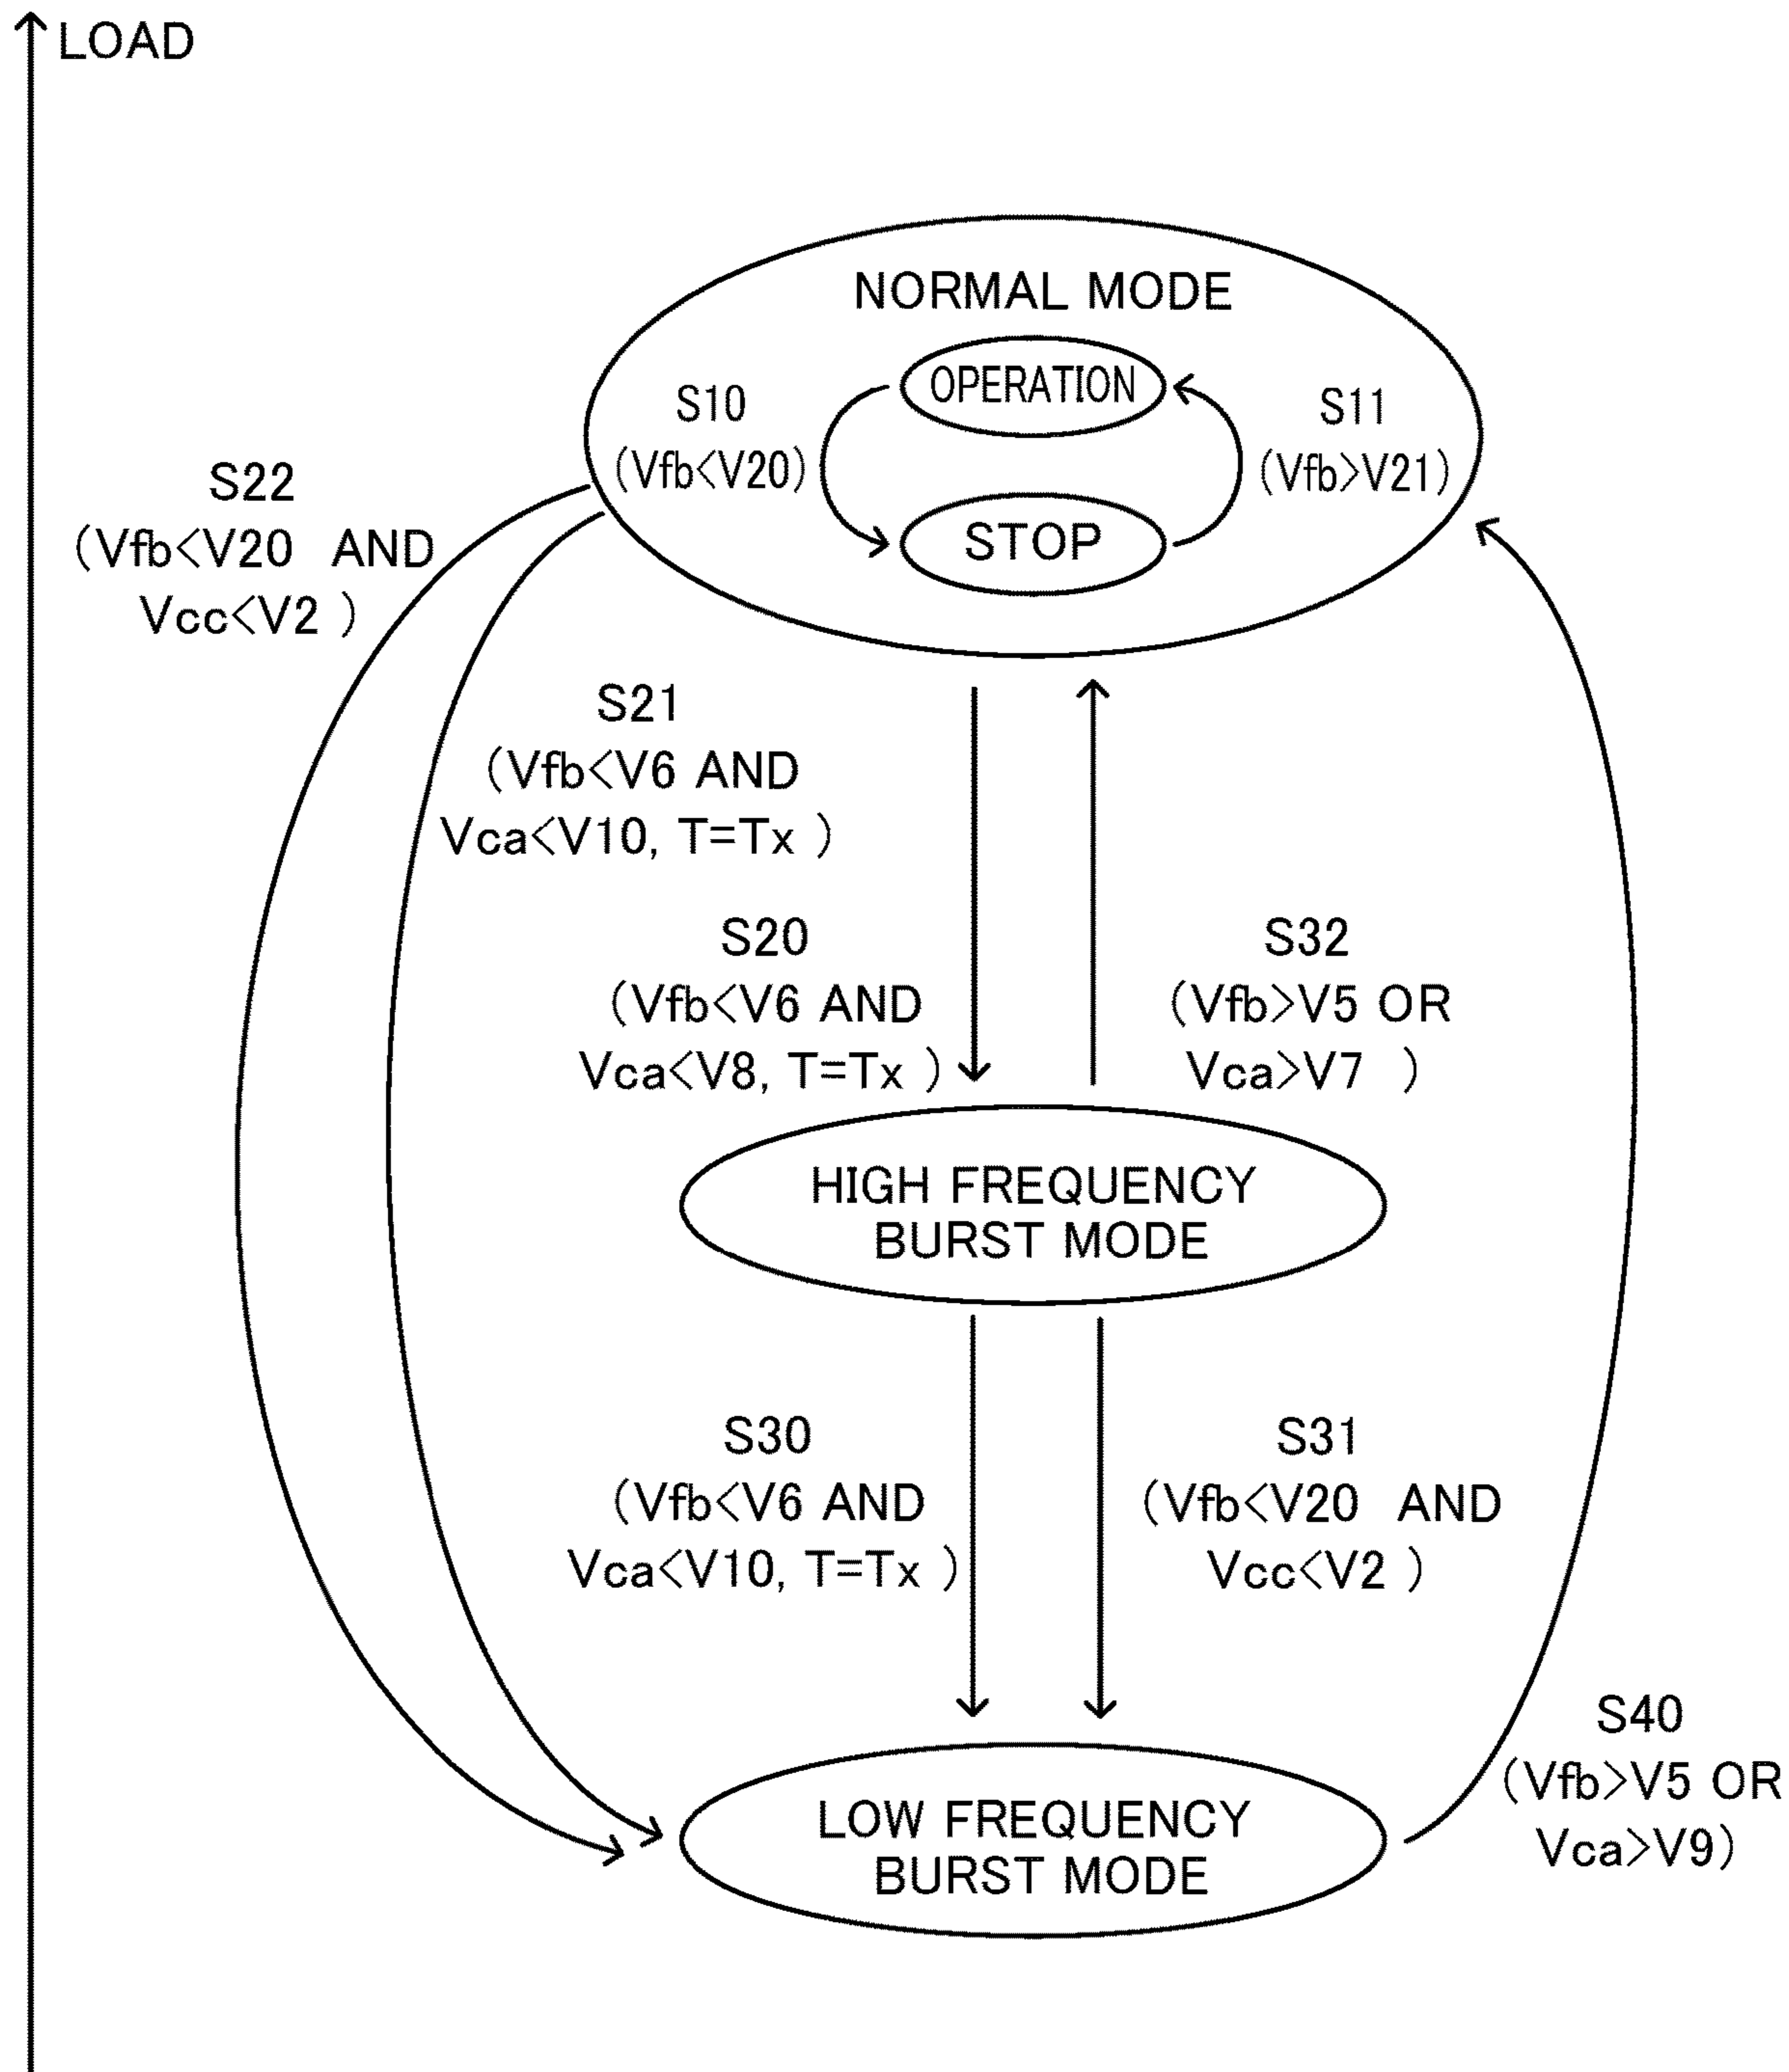 LOAD
NORMAL MODE
OPERATION
S10
(Vfb<V20)
S11
(Vfb>V21)
STOP
S22
(Vfb<V20 AND
Vcc<V2 )
S21
(Vfb<V6 AND
Vca<V10, T=Tx )
S20
(Vfb<V6 AND
Vca<V8, T=Tx )
S32
(Vfb>V5 OR
Vca>V7 )
HIGH FREQUENCY
BURST MODE
S30
(Vfb<V6 AND
Vca<V10, T=Tx )
S31
(Vfb<V20 AND
Vcc<V2 )
S40
(Vfb>V5 OR
Vca>V9)
LOW FREQUENCY
BURST MODE